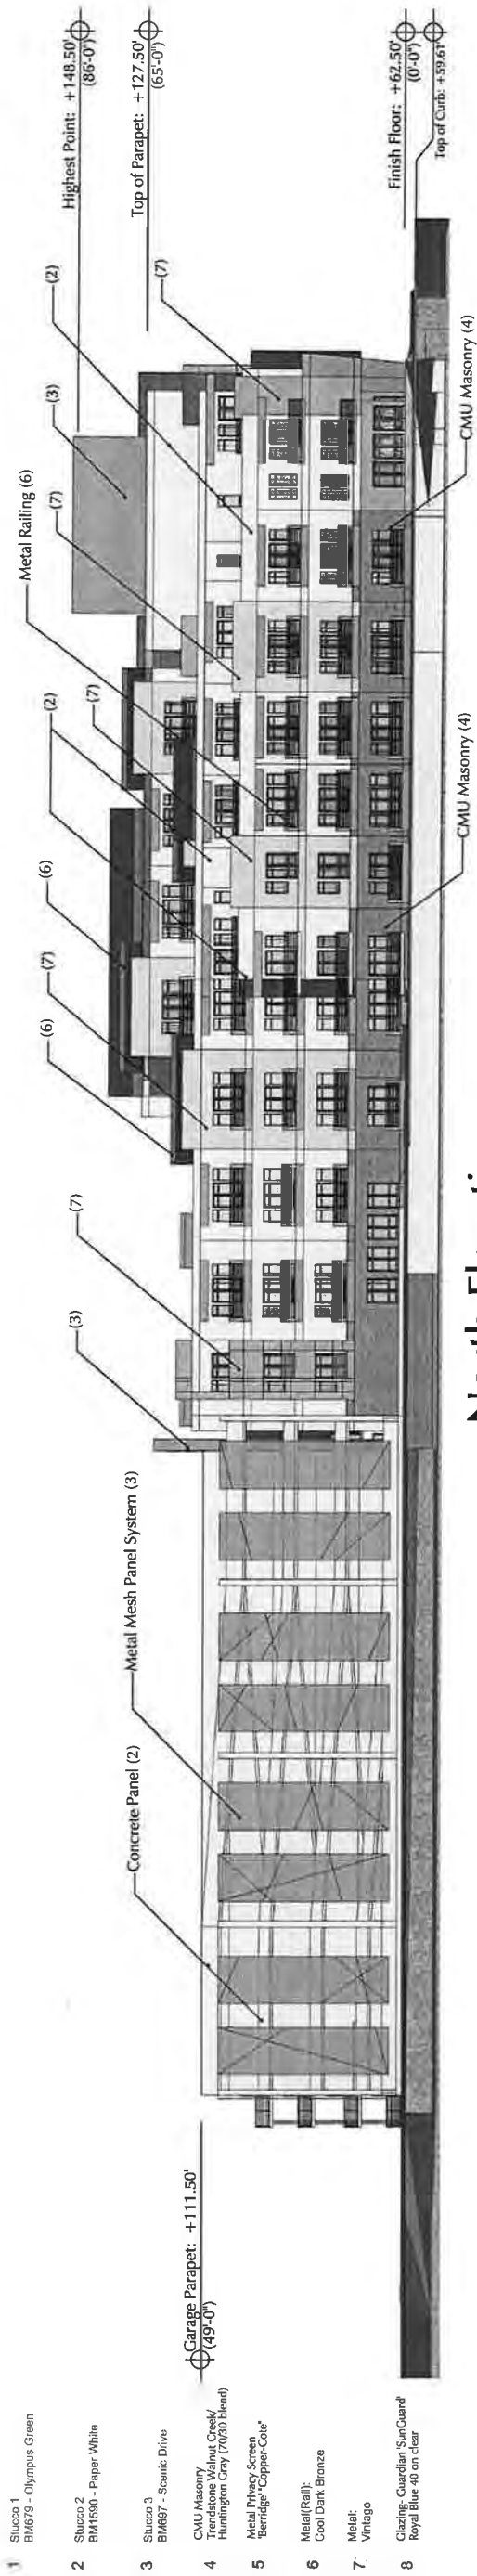 Highest Point: +148.50'
(86'-0")
Top of Parapet: +127.50'
(65'-0")
Finish Floor: +62.50'
(0'-0")
Top of Curb: +59.61'
(2)
(3)
(7)
Metal Railing (6)
(7)
(2)
(7)
(6)
(7)
(6)
(7)
(3)
Metal Mesh Panel System (3)
Concrete Panel (2)
CMU Masonry (4)
CMU Masonry (4)
Garage Parapet: +111.50'
(49'-0")
1 Stucco 1
BM679 - Olympus Green
2 Stucco 2
BM1590 - Paper White
3 Stucco 3
BM697 - Scenic Drive
4 CMU Masonry
Trendstone Walnut Creek/
Huntington Gray (70/30 blend)
5 Metal Privacy Screen
'Berridge' "Copper-Cote"
6 Metal(Rail):
Cool Dark Bronze
7. Metal:
Vintage
8 Glazing: Guardian 'SunGuard'
Royal Blue 40 on clear